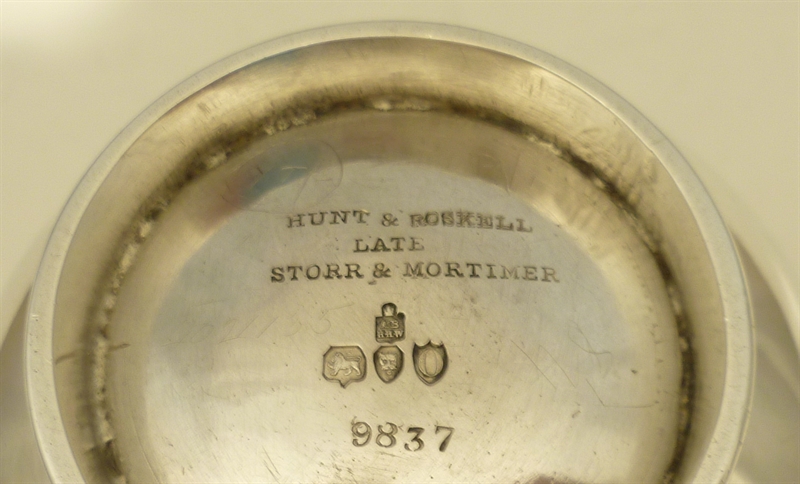 HUNT & ROSKELL
LATE
STORR & MORTIMER
9837